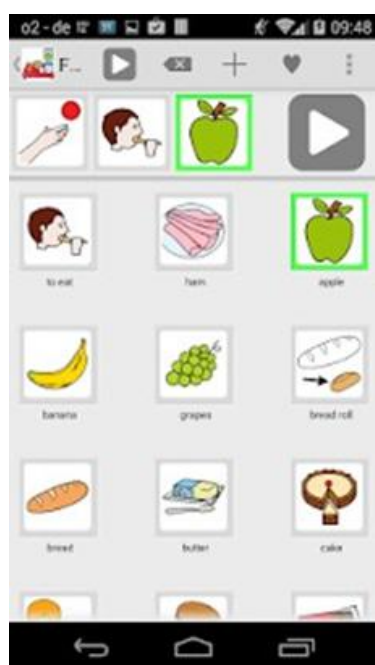 o2 - de 09:48
F...
to eat ham apple
banana grapes bread roll
bread butter cake